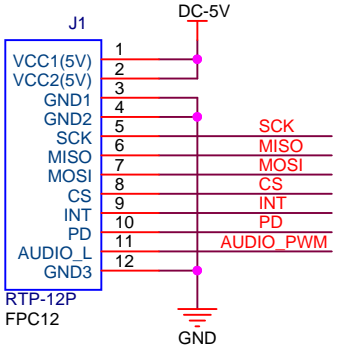 DC-5V
J1
VCC1(5V) 1
VCC2(5V) 2
GND1 3
GND2 4
SCK 5 SCK
MISO 6 MISO
MOSI 7 MOSI
CS 8 CS
INT 9 INT
PD 10 PD
AUDIO_L 11 AUDIO_PWM
GND3 12
RTP-12P
FPC12
GND